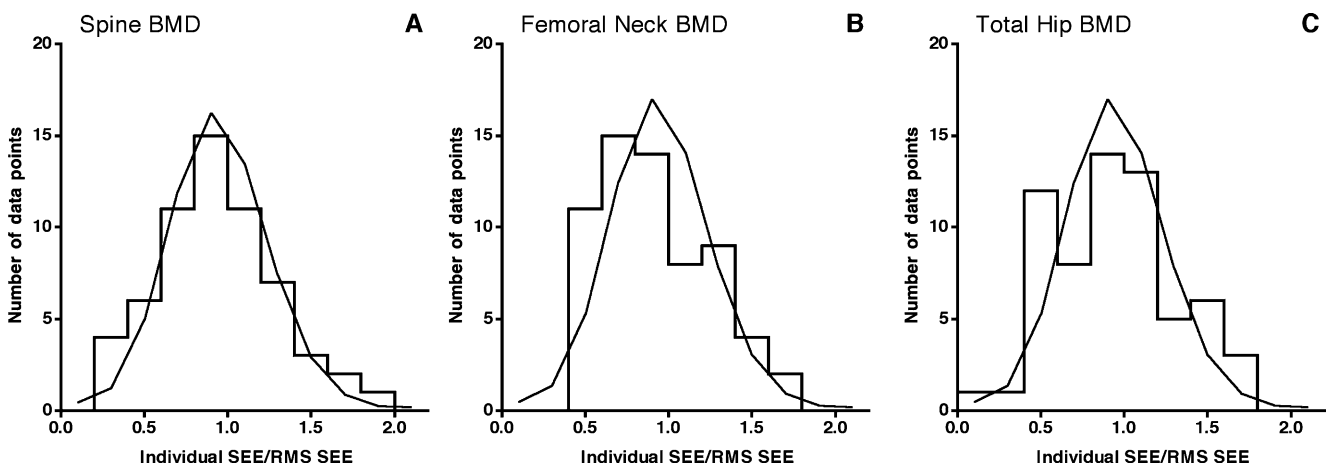 Spine BMD
A
20
15
10
5
0
0.0 0.5 1.0 1.5 2.0
Number of data points
Individual SEE/RMS SEE
Femoral Neck BMD
B
20
15
10
5
0
0.0 0.5 1.0 1.5 2.0
Number of data points
Individual SEE/RMS SEE
Total Hip BMD
C
20
15
10
5
0
0.0 0.5 1.0 1.5 2.0
Number of data points
Individual SEE/RMS SEE